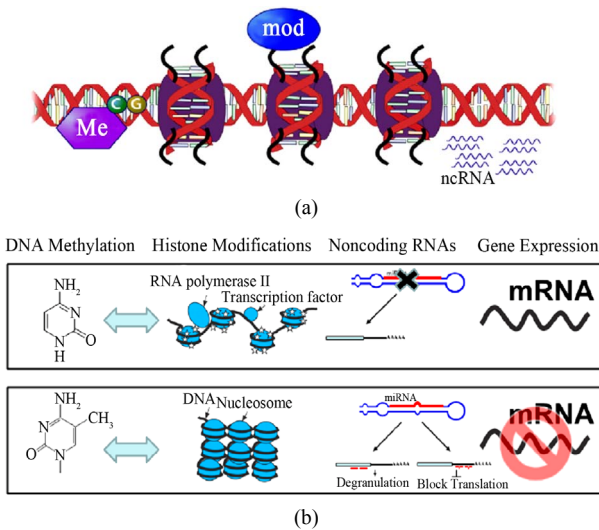 mod
C G
Me
ncRNA
(a)
DNA Methylation Histone Modifications Noncoding RNAs Gene Expression
NH2
N
N
H
O
RNA polymerase II
Transcription factor
mRNA
NH2
CH3
N
O
N
DNA Nucleosome
miRNA
mRNA
Degranulation
Block Translation
(b)